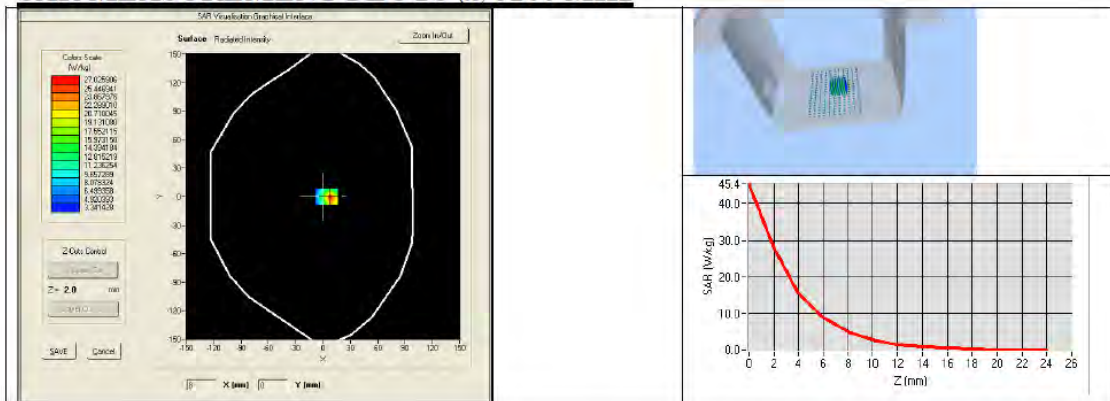 SAR Visualisation Graphical Interface
Surface Radiated Intensity
Zoom In/Out
Colors Scale
(W/kg)
27.025906
25.446941
23.867976
22.289010
20.710045
19.131080
17.552115
15.973150
14.394184
12.815219
11.236254
9.657289
8.078324
6.499358
4.920393
3.341428
150
120
90
60
30
0
-30
-60
-90
-120
-150
Y
-150 -120 -90 -60 -30 0 30 60 90 120 150
X
Z Cuts Control
Z = 2.0 mm
SAVE Cancel
8 X (mm) 0 Y (mm)
SAR (W/kg)
45.4
40.0
30.0
20.0
10.0
0.0
0 2 4 6 8 10 12 14 16 18 20 22 24 26
Z (mm)